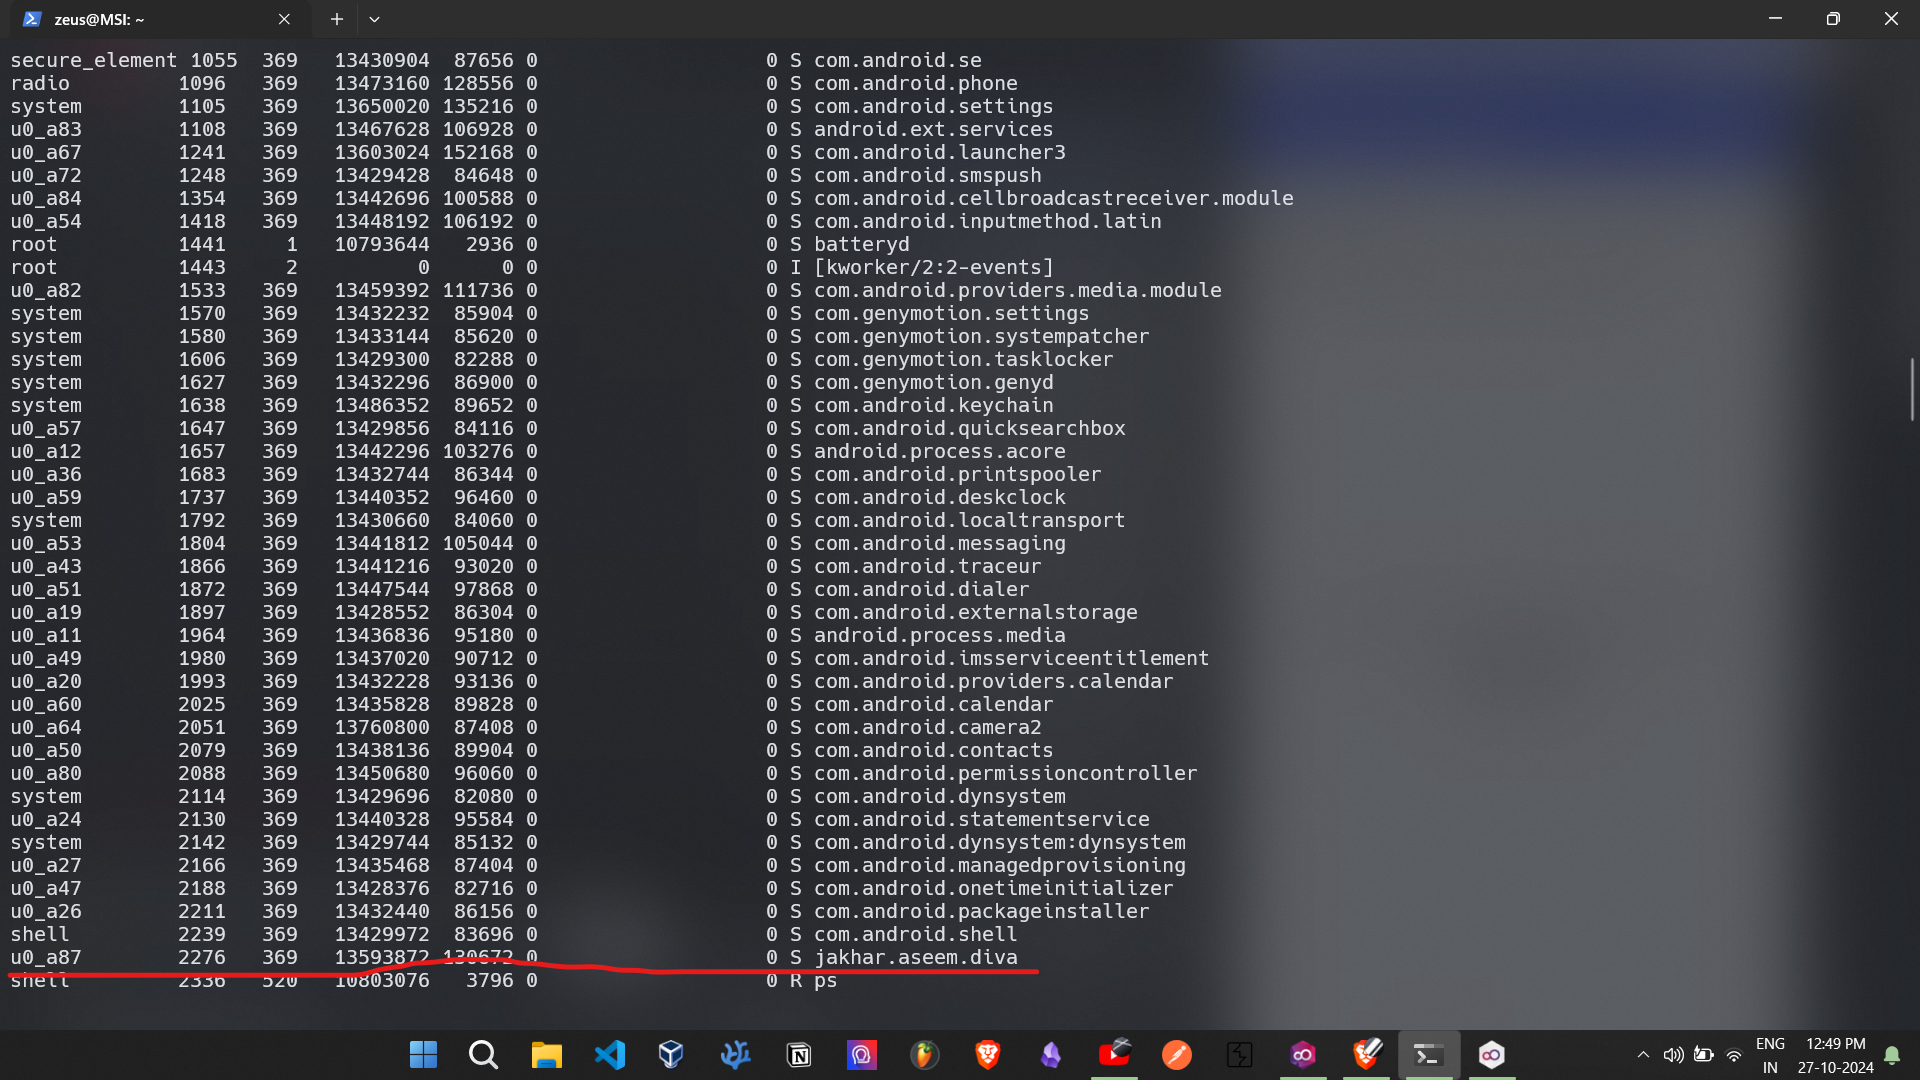 zeus@MSI: ~
secure_element 1055 369 13430904 87656 0 0 S com.android.se
radio 1096 369 13473160 128556 0 0 S com.android.phone
system 1105 369 13650020 135216 0 0 S com.android.settings
u0_a83 1108 369 13467628 106928 0 0 S android.ext.services
u0_a67 1241 369 13603024 152168 0 0 S com.android.launcher3
u0_a72 1248 369 13429428 84648 0 0 S com.android.smspush
u0_a84 1354 369 13442696 100588 0 0 S com.android.cellbroadcastreceiver.module
u0_a54 1418 369 13448192 106192 0 0 S com.android.inputmethod.latin
root 1441 1 10793644 2936 0 0 S batteryd
root 1443 2 0 0 0 0 I [kworker/2:2-events]
u0_a82 1533 369 13459392 111736 0 0 S com.android.providers.media.module
system 1570 369 13432232 85904 0 0 S com.genymotion.settings
system 1580 369 13433144 85620 0 0 S com.genymotion.systempatcher
system 1606 369 13429300 82288 0 0 S com.genymotion.tasklocker
system 1627 369 13432296 86900 0 0 S com.genymotion.genyd
system 1638 369 13486352 89652 0 0 S com.android.keychain
u0_a57 1647 369 13429856 84116 0 0 S com.android.quicksearchbox
u0_a12 1657 369 13442296 103276 0 0 S android.process.acore
u0_a36 1683 369 13432744 86344 0 0 S com.android.printspooler
u0_a59 1737 369 13440352 96460 0 0 S com.android.deskclock
system 1792 369 13430660 84060 0 0 S com.android.localtransport
u0_a53 1804 369 13441812 105044 0 0 S com.android.messaging
u0_a43 1866 369 13441216 93020 0 0 S com.android.traceur
u0_a51 1872 369 13447544 97868 0 0 S com.android.dialer
u0_a19 1897 369 13428552 86304 0 0 S com.android.externalstorage
u0_a11 1964 369 13436836 95180 0 0 S android.process.media
u0_a49 1980 369 13437020 90712 0 0 S com.android.imsserviceentitlement
u0_a20 1993 369 13432228 93136 0 0 S com.android.providers.calendar
u0_a60 2025 369 13435828 89828 0 0 S com.android.calendar
u0_a64 2051 369 13760800 87408 0 0 S com.android.camera2
u0_a50 2079 369 13438136 89904 0 0 S com.android.contacts
u0_a80 2088 369 13450680 96060 0 0 S com.android.permissioncontroller
system 2114 369 13429696 82080 0 0 S com.android.dynsystem
u0_a24 2130 369 13440328 95584 0 0 S com.android.statementservice
system 2142 369 13429744 85132 0 0 S com.android.dynsystem:dynsystem
u0_a27 2166 369 13435468 87404 0 0 S com.android.managedprovisioning
u0_a47 2188 369 13428376 82716 0 0 S com.android.onetimeinitializer
u0_a26 2211 369 13432440 86156 0 0 S com.android.packageinstaller
shell 2239 369 13429972 83696 0 0 S com.android.shell
u0_a87 2276 369 13593872 130672 0 0 S jakhar.aseem.diva
shell 2336 520 10803076 3796 0 0 R ps
ENG 12:49 PM
IN 27-10-2024